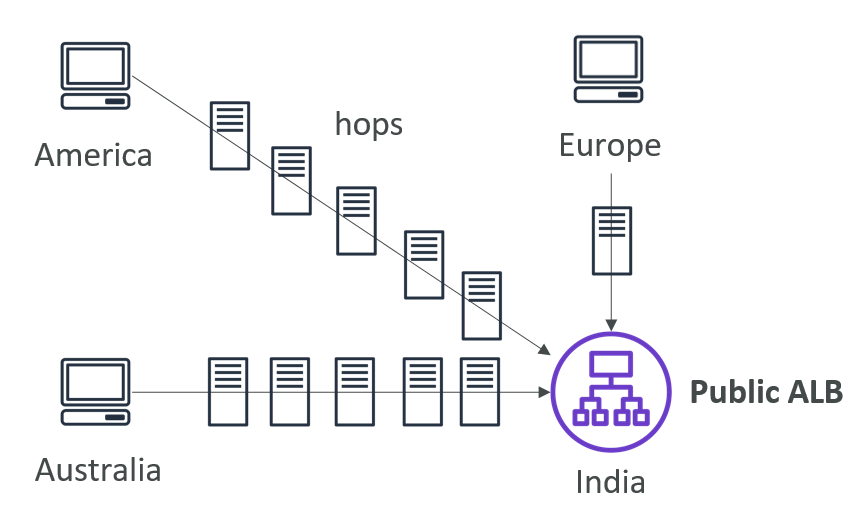 America
hops
Europe
Australia
Public ALB
India